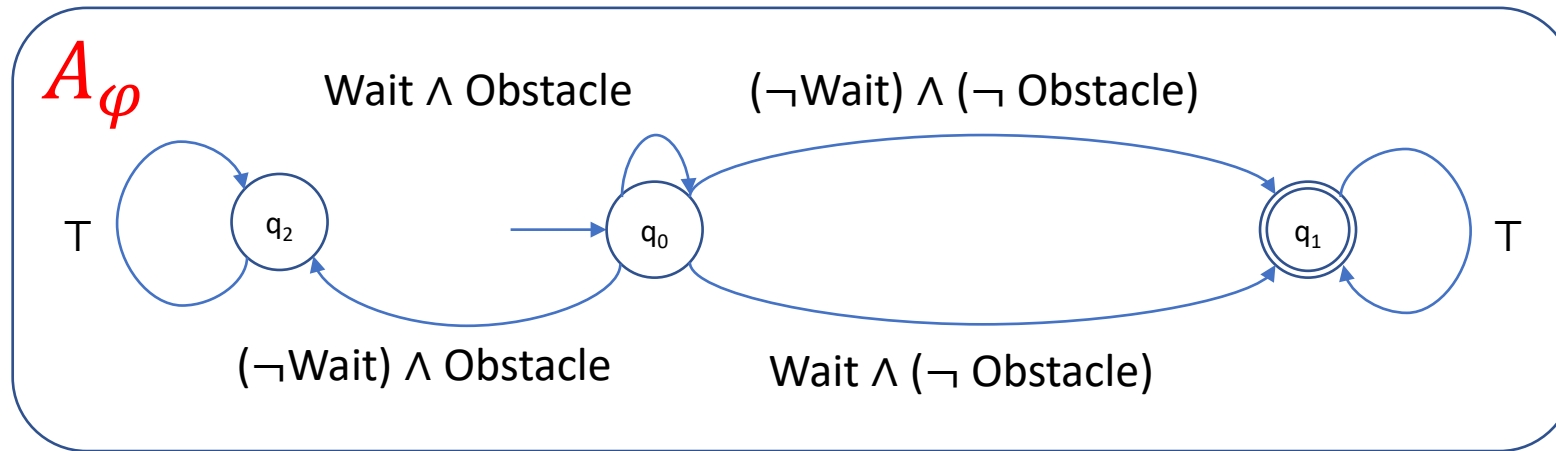 A_φ
Wait ∧ Obstacle
(¬Wait) ∧ (¬ Obstacle)
⊤
q₂
q₀
q₁
⊤
(¬Wait) ∧ Obstacle
Wait ∧ (¬ Obstacle)